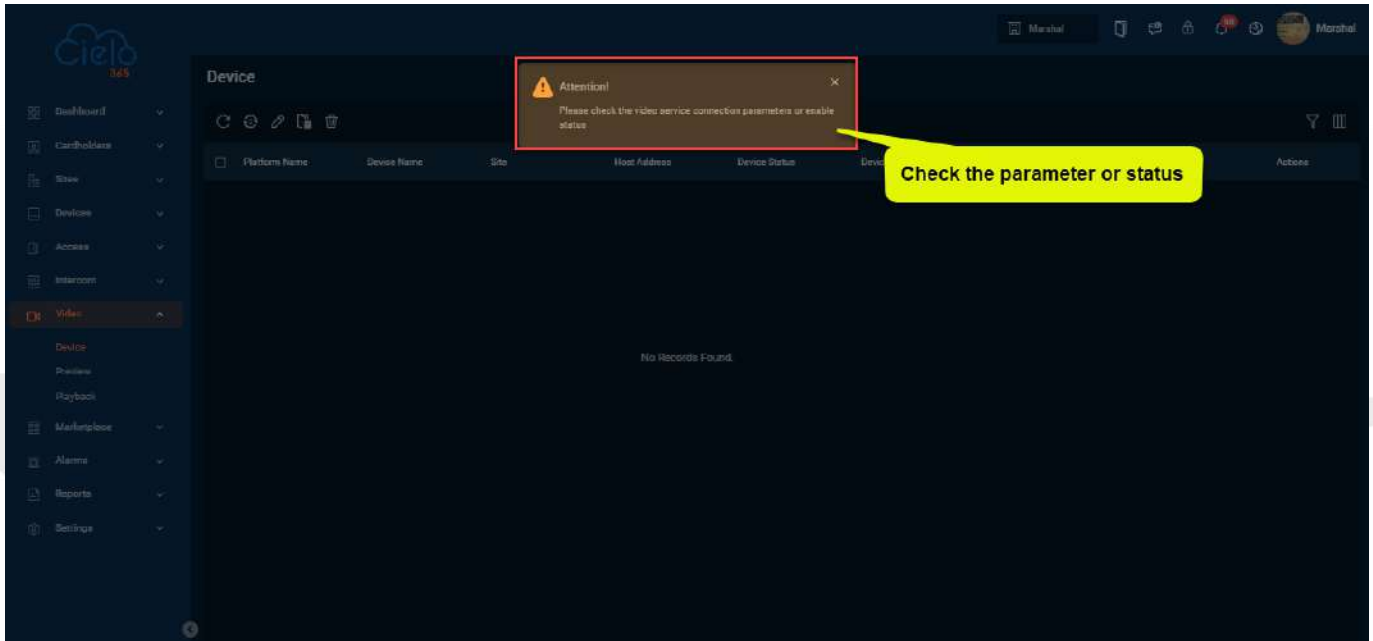 Cielo
365
Marshal
Marshal
Device
Attention!
Please check the video service connection parameters or enable
status
Check the parameter or status
Dashboard
Cardholders
Sites
Devices
Access
Intercom
Video
Device
Preview
Playback
Marketplace
Alarms
Reports
Settings
Platform Name
Device Name
Site
Host Address
Device Status
Actions
No Records Found.